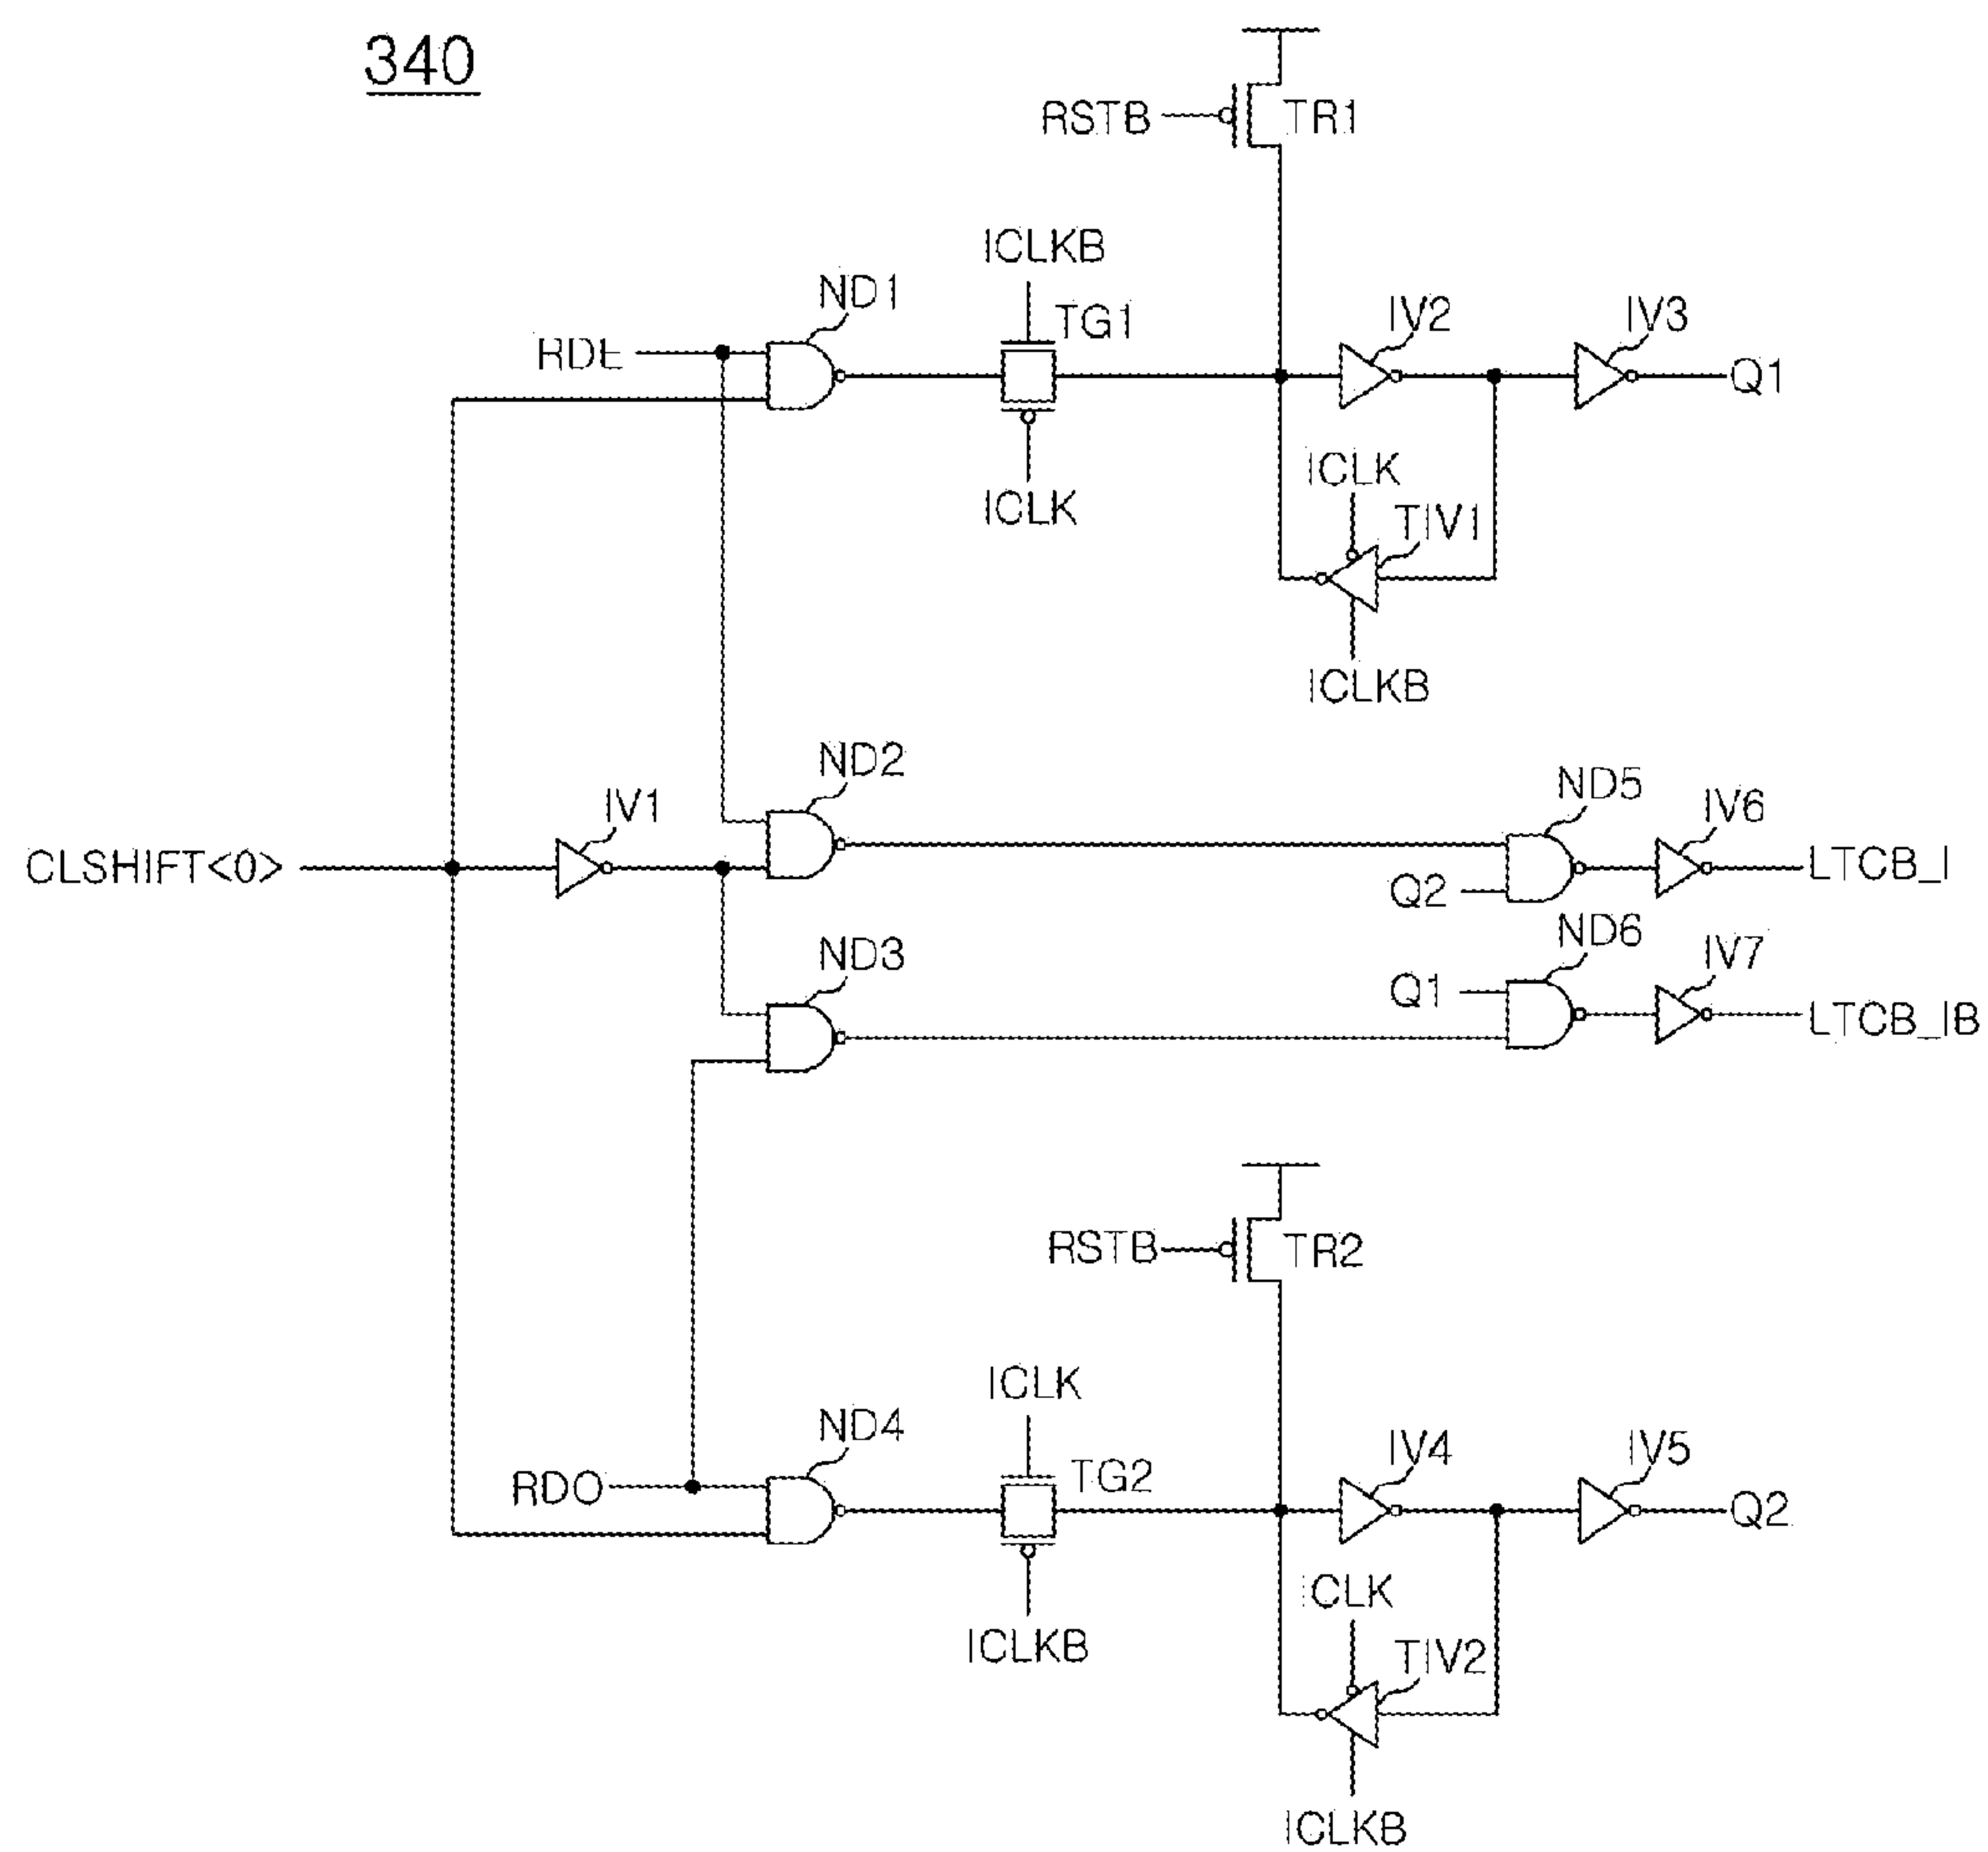 340
RSTB
TR1
ICLKB
ND1
TG1
IV2
IV3
RDE
Q1
ICLK
ICLK
TIV1
ICLKB
ND2
ND5
IV1
IV6
CLSHIFT<0>
LTCB_I
Q2
ND6
ND3
IV7
Q1
LTCB_IB
RSTB
TR2
ICLK
ND4
TG2
IV4
IV5
RDO
Q2
ICLK
ICLKB
TIV2
ICLKB